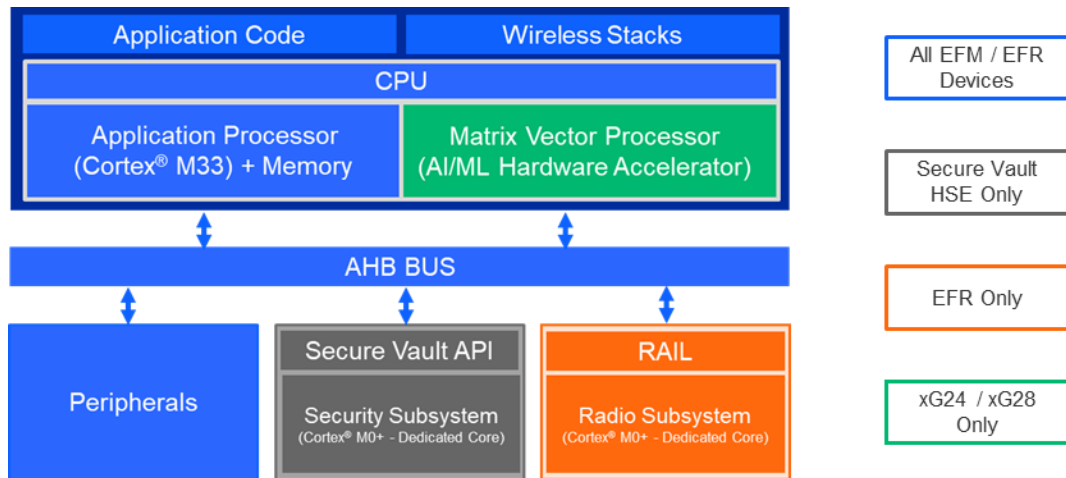 Application Code
Wireless Stacks
CPU
Application Processor
(Cortex® M33) + Memory
Matrix Vector Processor
(AI/ML Hardware Accelerator)
AHB BUS
Peripherals
Secure Vault API
Security Subsystem
(Cortex® M0+ - Dedicated Core)
RAIL
Radio Subsystem
(Cortex® M0+ - Dedicated Core)
All EFM / EFR
Devices
Secure Vault
HSE Only
EFR Only
xG24 / xG28
Only